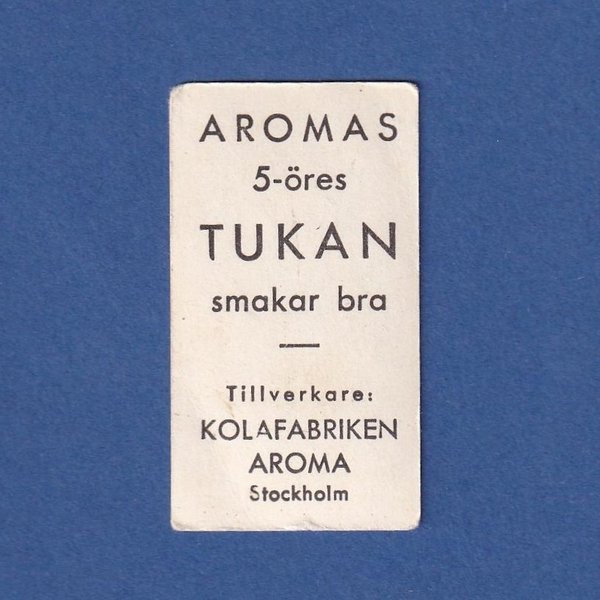 AROMAS
5-öres
TUKAN
smakar bra
Tillverkare:
KOLAFABRIKEN
AROMA
Stockholm